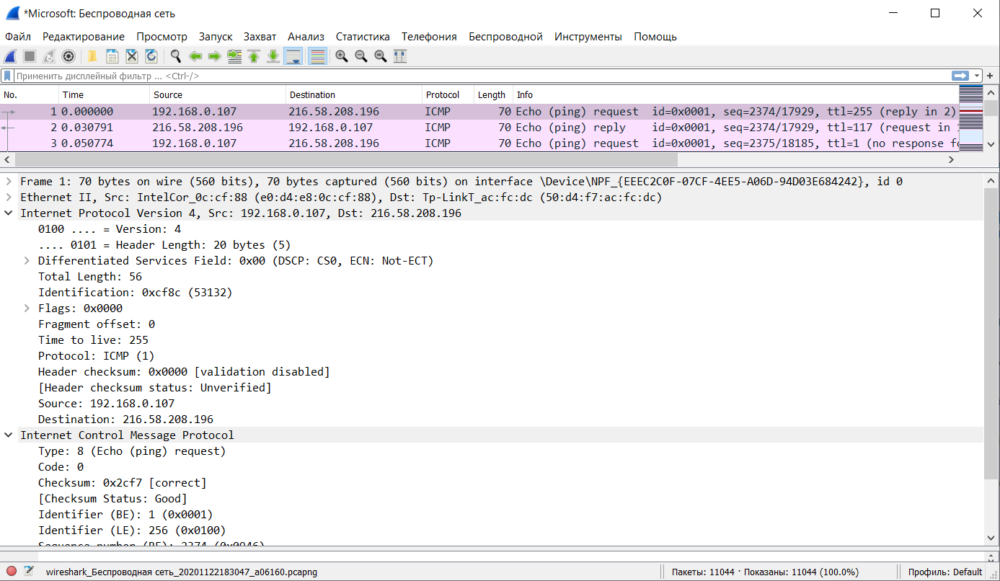 *Microsoft: Беспроводная сеть
Файл Редактирование Просмотр Запуск Захват Анализ Статистика Телефония Беспроводной Инструменты Помощь
Применить дисплейный фильтр ... <Ctrl-/>
No. Time Source Destination Protocol Length Info
1 0.000000 192.168.0.107 216.58.208.196 ICMP 70 Echo (ping) request id=0x0001, seq=2374/17929, ttl=255 (reply in 2)
2 0.030791 216.58.208.196 192.168.0.107 ICMP 70 Echo (ping) reply id=0x0001, seq=2374/17929, ttl=117 (request in
3 0.050774 192.168.0.107 216.58.208.196 ICMP 70 Echo (ping) request id=0x0001, seq=2375/18185, ttl=1 (no response
Frame 1: 70 bytes on wire (560 bits), 70 bytes captured (560 bits) on interface \Device\NPF_{EEEC2C0F-07CF-4EE5-A06D-94D03E684242}, id 0
Ethernet II, Src: IntelCor_0c:cf:88 (e0:d4:e8:0c:cf:88), Dst: Tp-LinkT_ac:fc:dc (50:d4:f7:ac:fc:dc)
Internet Protocol Version 4, Src: 192.168.0.107, Dst: 216.58.208.196
0100 .... = Version: 4
.... 0101 = Header Length: 20 bytes (5)
Differentiated Services Field: 0x00 (DSCP: CS0, ECN: Not-ECT)
Total Length: 56
Identification: 0xcf8c (53132)
Flags: 0x0000
Fragment offset: 0
Time to live: 255
Protocol: ICMP (1)
Header checksum: 0x0000 [validation disabled]
[Header checksum status: Unverified]
Source: 192.168.0.107
Destination: 216.58.208.196
Internet Control Message Protocol
Type: 8 (Echo (ping) request)
Code: 0
Checksum: 0x2cf7 [correct]
[Checksum Status: Good]
Identifier (BE): 1 (0x0001)
Identifier (LE): 256 (0x0100)
Sequence number (BE): 2374 (0x0946)
wireshark_Беспроводная сеть_20201122183047_a06160.pcapng
Пакеты: 11044 · Показаны: 11044 (100.0%)
Профиль: Default